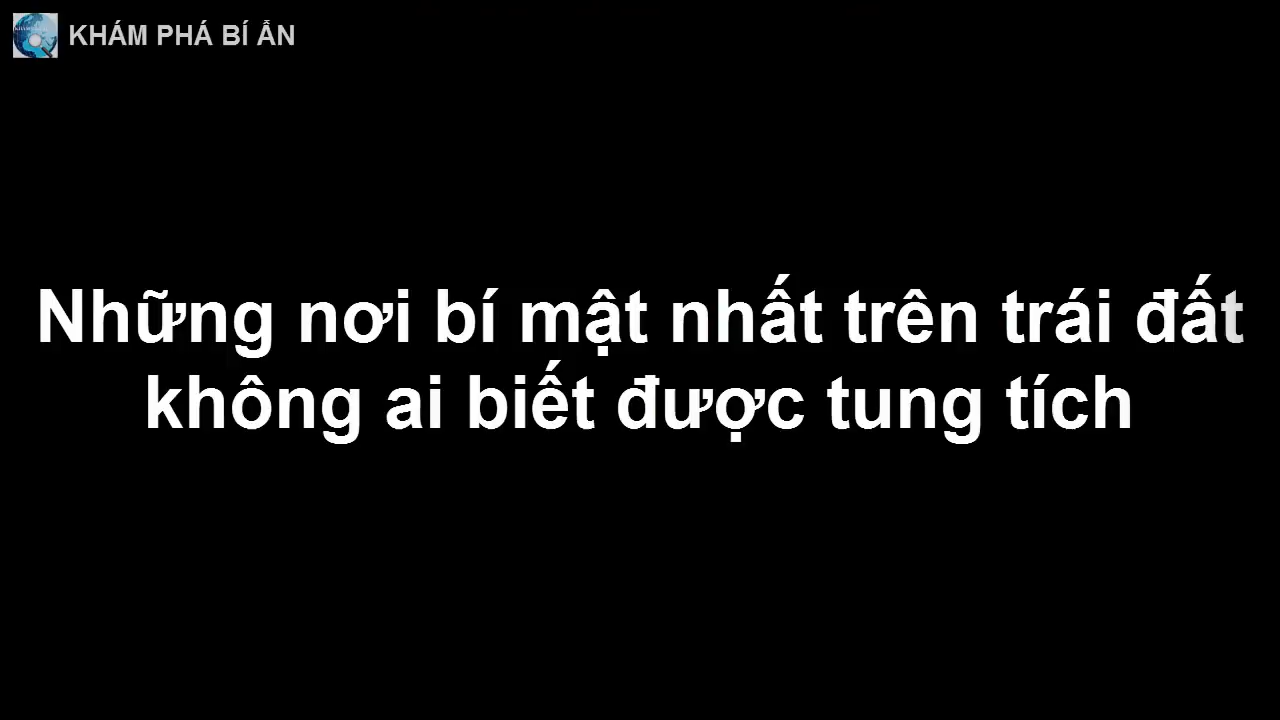 KHÁM PHÁ BÍ ẨN
Những nơi bí mật nhất trên trái đất
không ai biết được tung tích